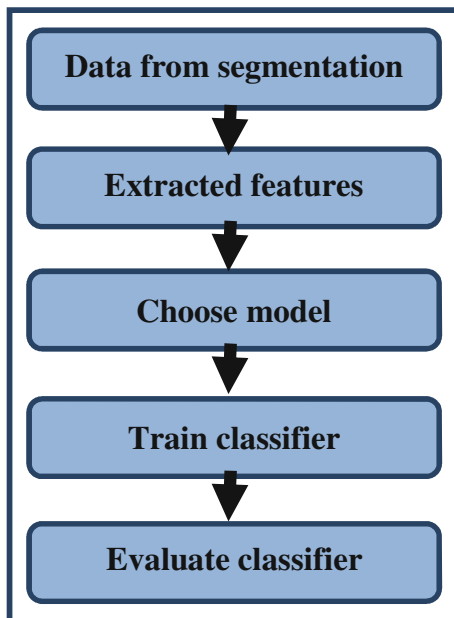 Data from segmentation
Extracted features
Choose model
Train classifier
Evaluate classifier